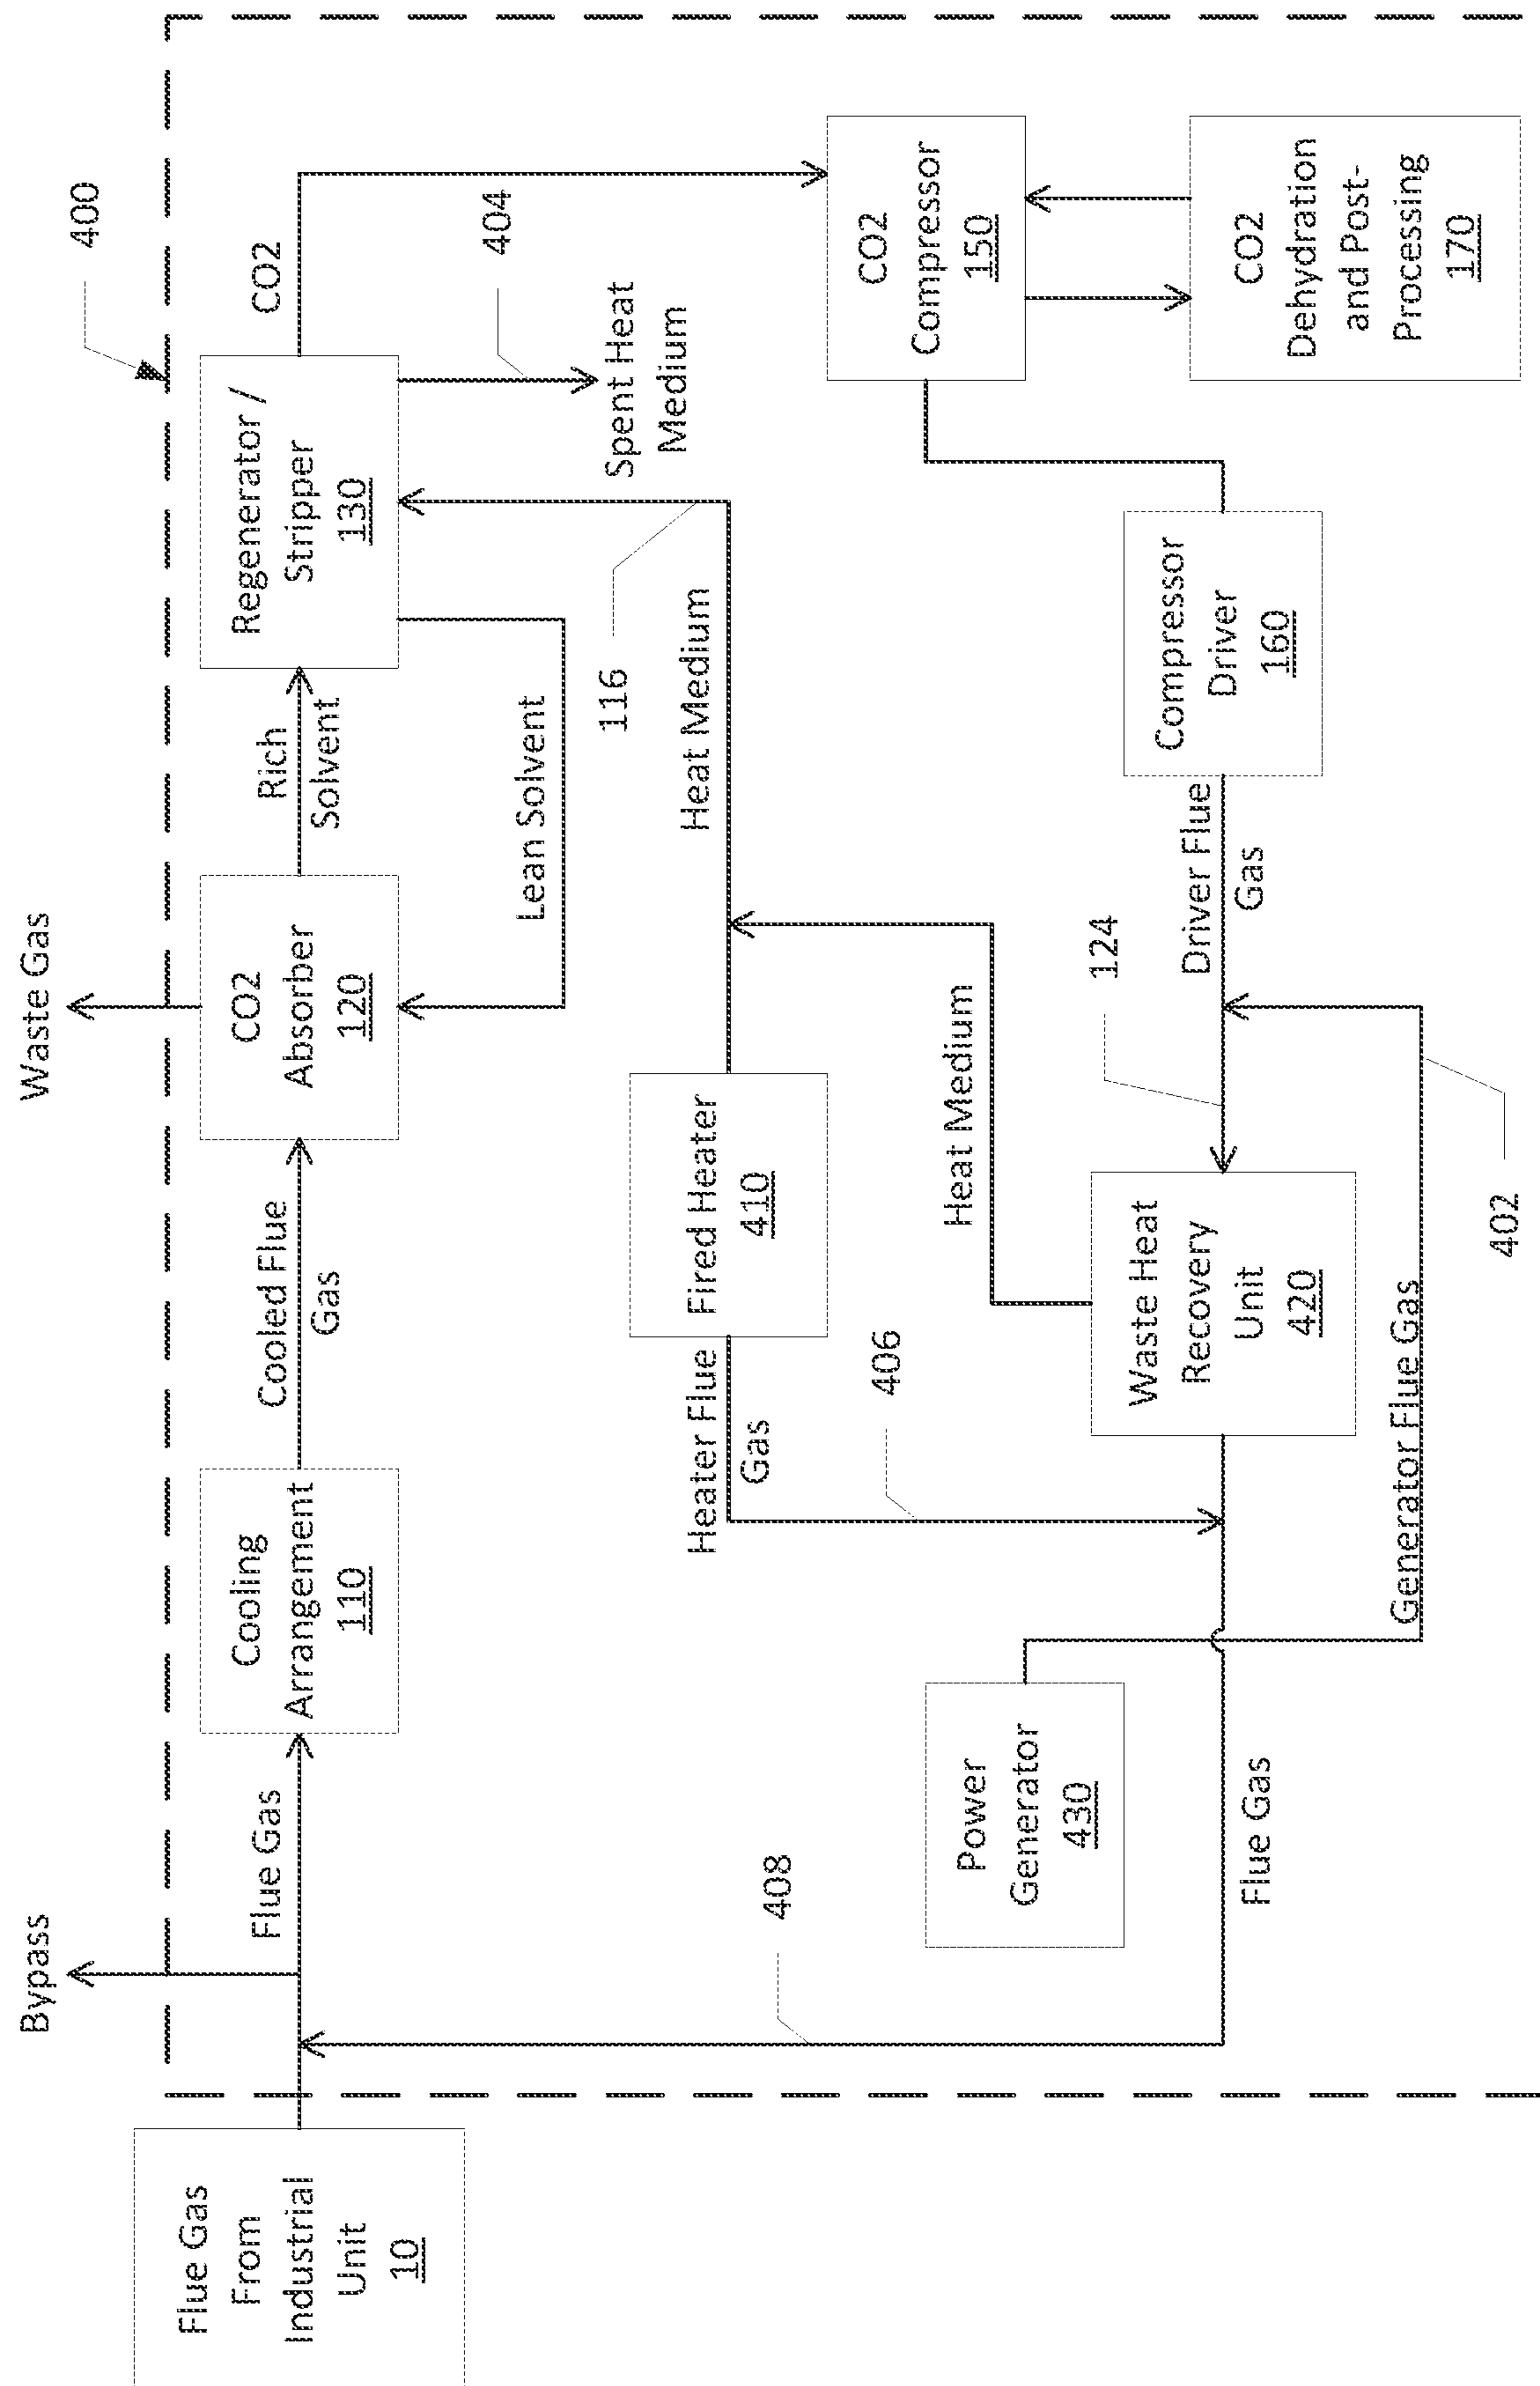 Bypass
Waste Gas
400
Flue Gas
From
Industrial
Unit
10
Flue Gas
Cooling
Arrangement
110
Cooled Flue
Gas
CO2
Absorber
120
Rich
Solvent
Regenerator /
Stripper
130
CO2
404
Lean Solvent
Spent Heat
Medium
116
Heat Medium
Heater Flue
Gas
Fired Heater
410
406
408
Heat Medium
CO2
Compressor
150
Power
Generator
430
Waste Heat
Recovery
Unit
420
124
Driver Flue
Gas
Compressor
Driver
160
CO2
Dehydration
and Post-
Processing
170
Flue Gas
Generator Flue Gas
402